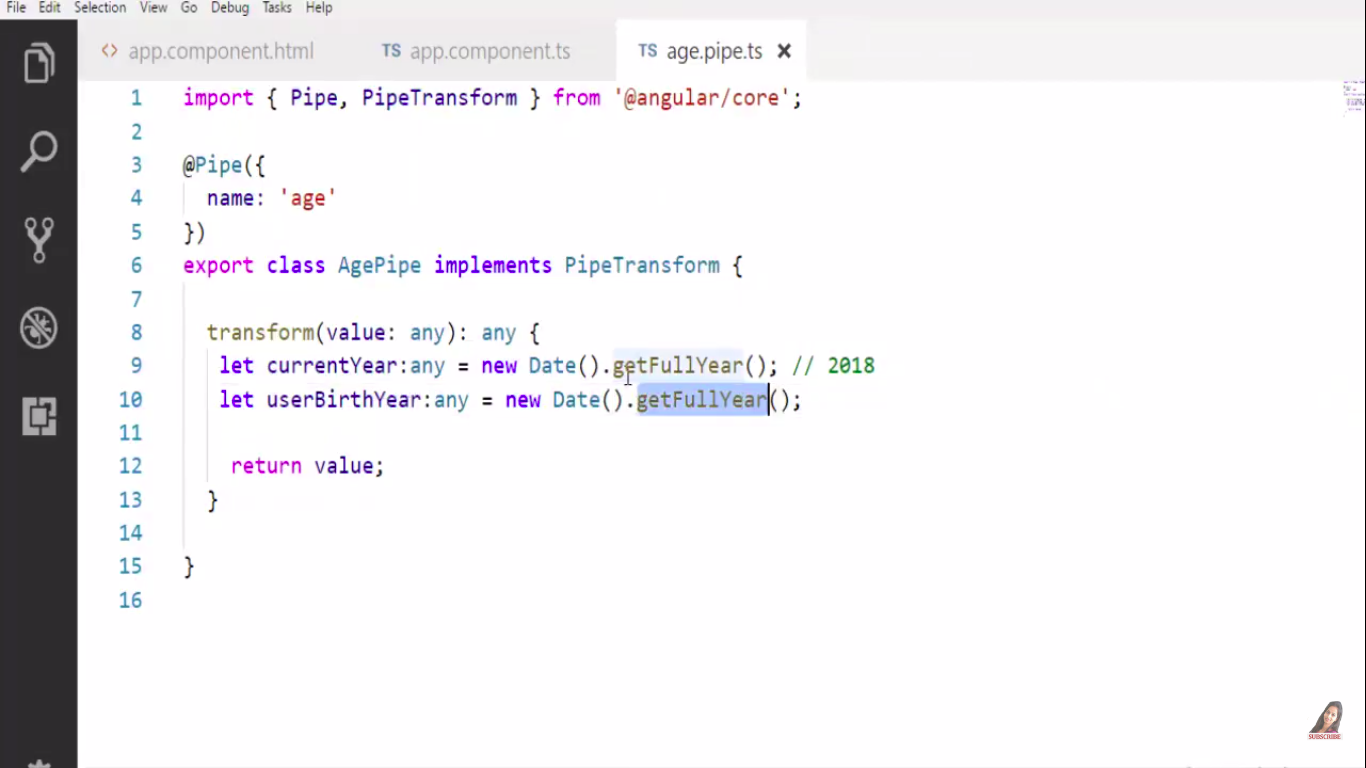 File Edit Selection View Go Debug Tasks Help
<> app.component.html TS app.component.ts TS age.pipe.ts ×
1 import { Pipe, PipeTransform } from '@angular/core';
2
3 @Pipe({
4 name: 'age'
5 })
6 export class AgePipe implements PipeTransform {
7
8 transform(value: any): any {
9 let currentYear:any = new Date().getFullYear(); // 2018
10 let userBirthYear:any = new Date().getFullYear();
11
12 return value;
13 }
14
15 }
16
SUBSCRIBE